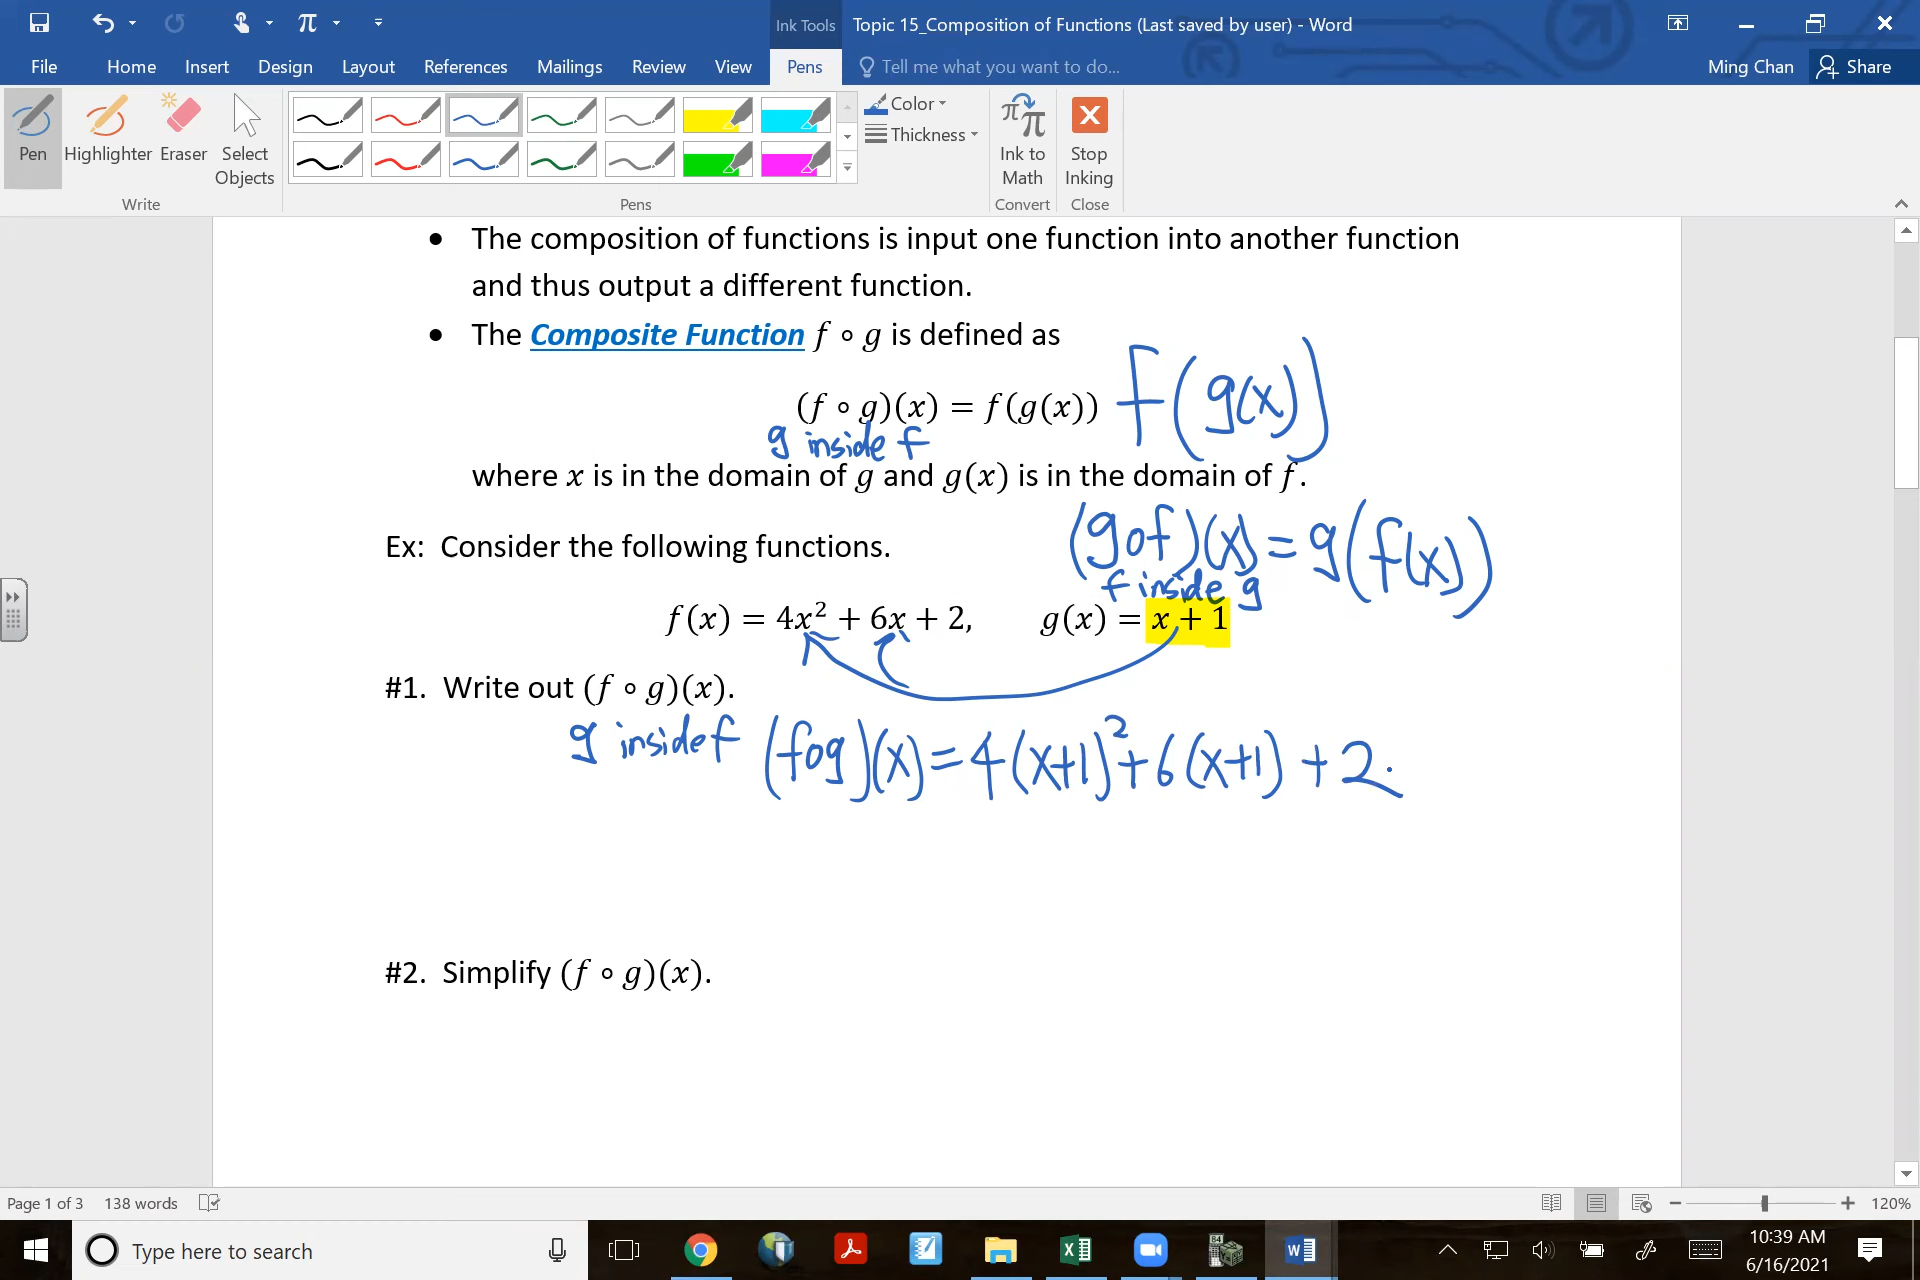 Ink Tools
Topic 15_Composition of Functions (Last saved by user) - Word
File Home Insert Design Layout References Mailings Review View Pens Tell me what you want to do... Ming Chan Share
Pen Highlighter Eraser Select Objects
Color
Thickness
Ink to Math
Stop Inking
Write Pens Convert Close
• The composition of functions is input one function into another function
and thus output a different function.
• The Composite Function f ∘ g is defined as
(f ∘ g)(x) = f(g(x)) f(g(x))
g inside f
where x is in the domain of g and g(x) is in the domain of f.
(g∘f)(x) = g(f(x))
Ex: Consider the following functions.
f inside g
f(x) = 4x² + 6x + 2, g(x) = x + 1
#1. Write out (f ∘ g)(x).
g inside f (f∘g)(x) = 4(x+1)² + 6(x+1) + 2.
#2. Simplify (f ∘ g)(x).
Page 1 of 3 138 words 120%
Type here to search
84
10:39 AM
6/16/2021